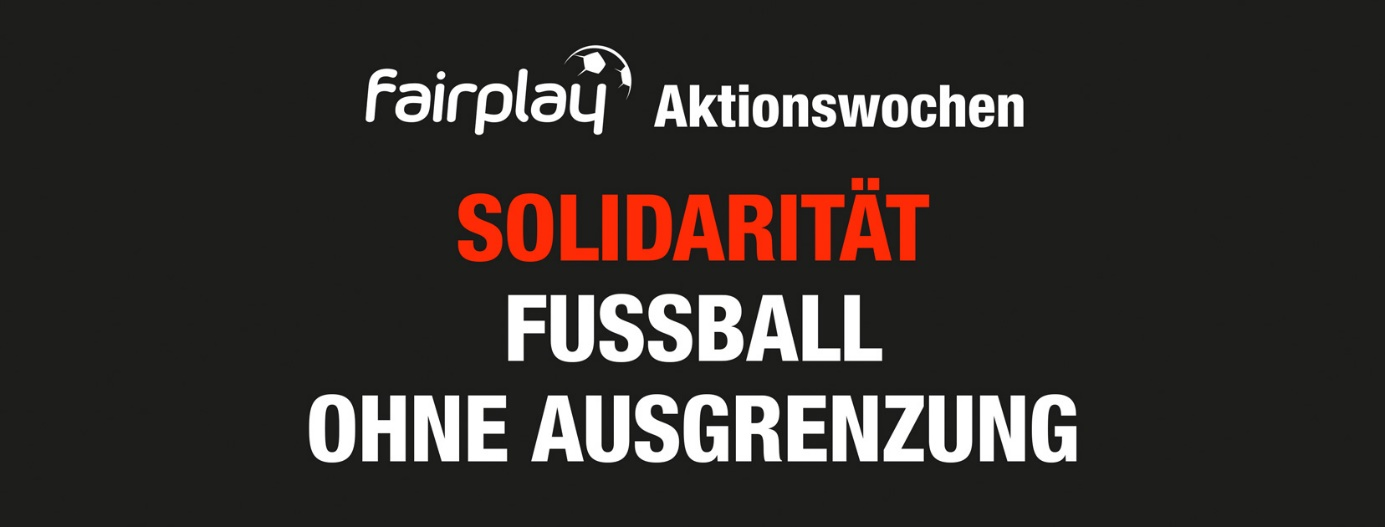 fairplay Aktionswochen
SOLIDARITÄT
FUSSBALL
OHNE AUSGRENZUNG